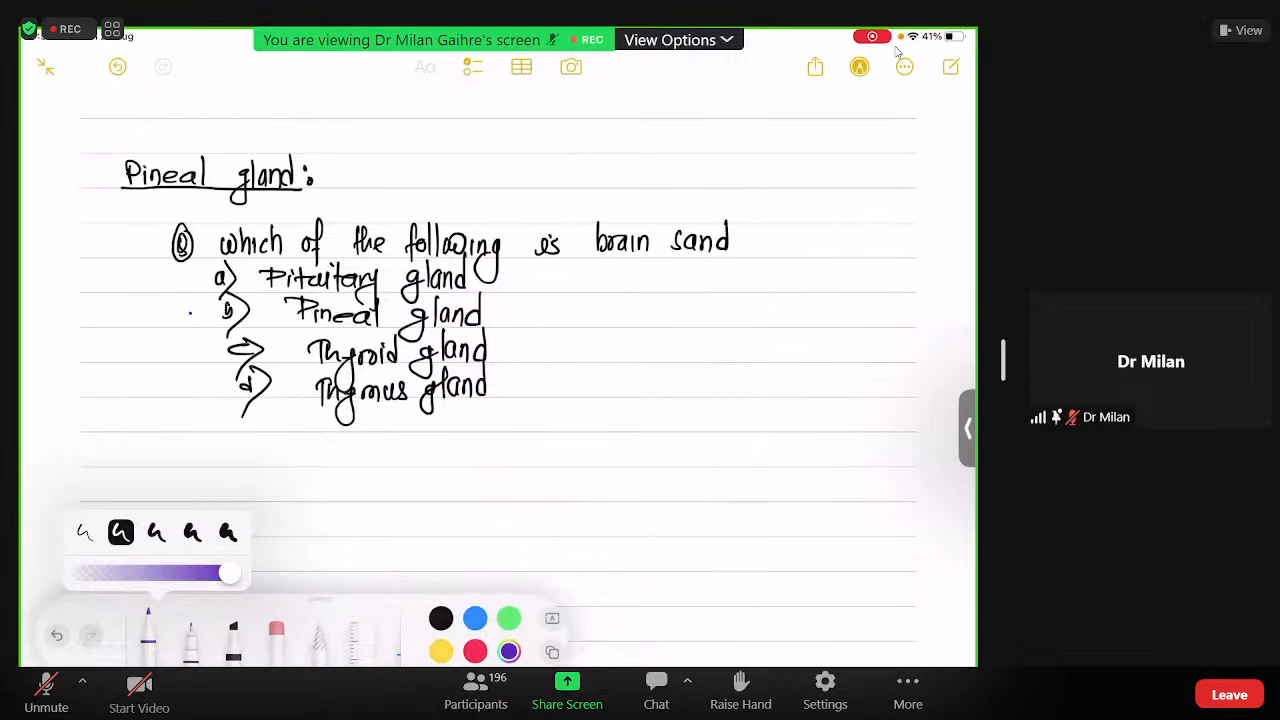 REC
You are viewing Dr Milan Gaihre's screen REC
View Options
41%
View
Aa
Pineal gland:
Q which of the following is brain sand
a) Pituitary gland
b) Pineal gland
c) Thyroid gland
d) Thymus gland
Dr Milan
Dr Milan
A
Unmute
Start Video
196
Participants
Share Screen
Chat
Raise Hand
Settings
More
Leave